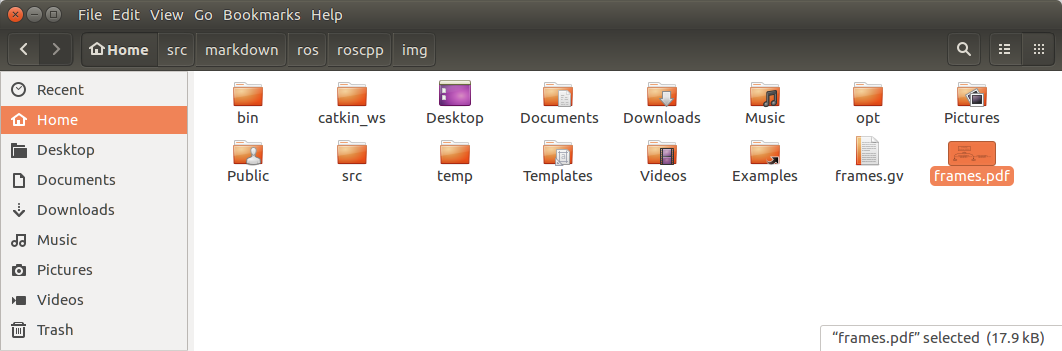 File Edit View Go Bookmarks Help
Home src markdown ros roscpp img
Recent
Home
Desktop
Documents
Downloads
Music
Pictures
Videos
Trash
bin catkin_ws Desktop Documents Downloads Music opt Pictures
Public src temp Templates Videos Examples frames.gv frames.pdf
“frames.pdf” selected (17.9 kB)